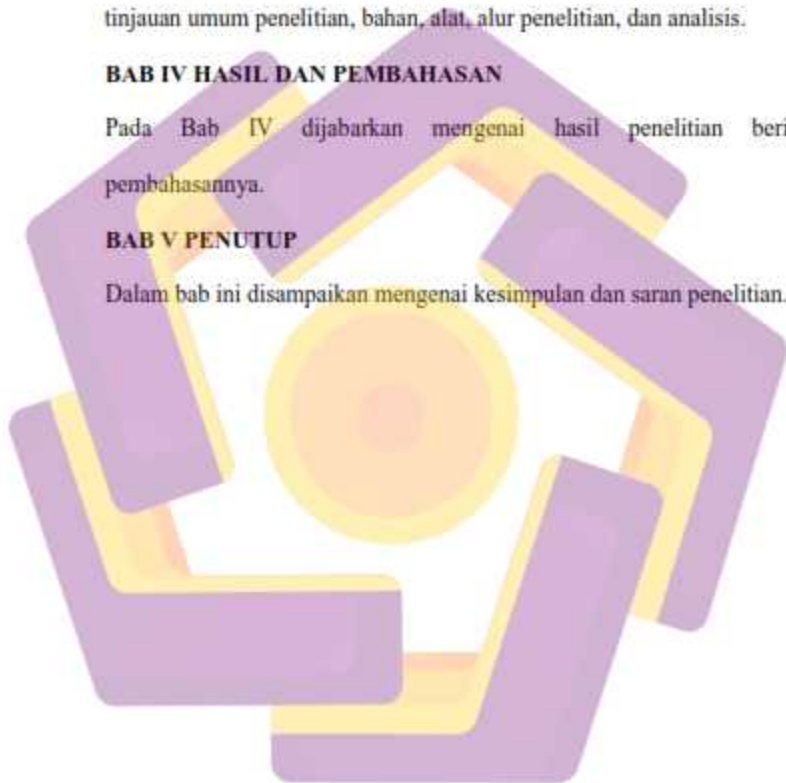 tinjauan umum penelitian, bahan, alat, alur penelitian, dan analisis.
BAB IV HASIL DAN PEMBAHASAN
Pada Bab IV dijabarkan mengenai hasil penelitian beri
pembahasannya.
BAB V PENUTUP
Dalam bab ini disampaikan mengenai kesimpulan dan saran penelitian.